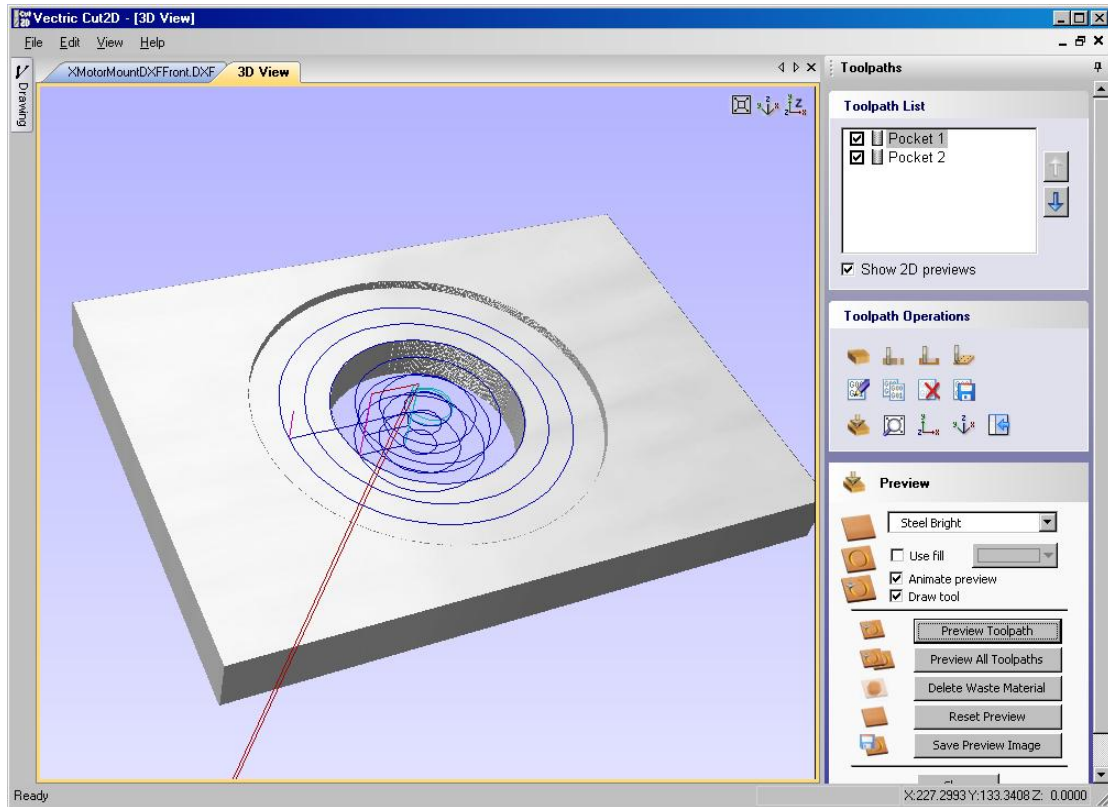 Vectric Cut2D - [3D View]
File Edit View Help
XMotorMountDXFFront.DXF
3D View
Drawing
Toolpaths
Toolpath List
Pocket 1
Pocket 2
Show 2D previews
Toolpath Operations
Preview
Steel Bright
Use fill
Animate preview
Draw tool
Preview Toolpath
Preview All Toolpaths
Delete Waste Material
Reset Preview
Save Preview Image
Ready
X:227.2993 Y:133.3408 Z: 0.0000